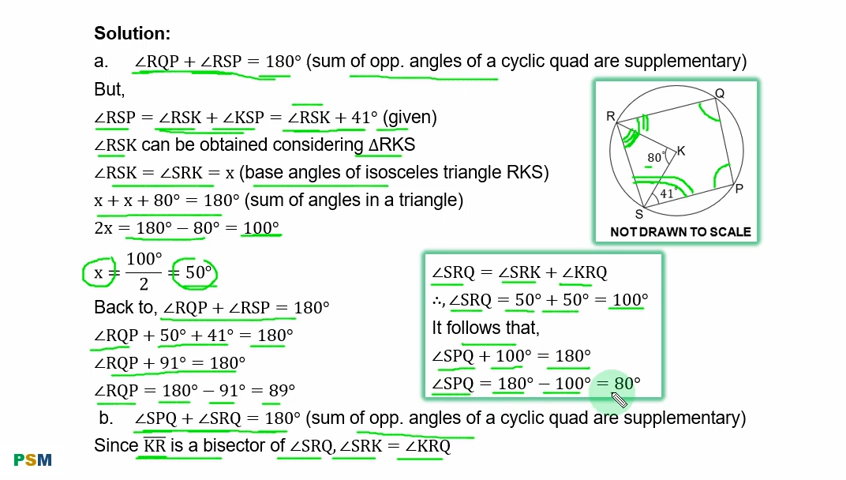 Solution:
a. ∠RQP + ∠RSP = 180° (sum of opp. angles of a cyclic quad are supplementary)
But,
∠RSP = ∠RSK + ∠KSP = ∠RSK + 41° (given)
∠RSK can be obtained considering ΔRKS
∠RSK = ∠SRK = x (base angles of isosceles triangle RKS)
x + x + 80° = 180° (sum of angles in a triangle)
2x = 180° − 80° = 100°
x = 100°/2 = 50°
Back to, ∠RQP + ∠RSP = 180°
∠RQP + 50° + 41° = 180°
∠RQP + 91° = 180°
∠RQP = 180° − 91° = 89°
b. ∠SPQ + ∠SRQ = 180° (sum of opp. angles of a cyclic quad are supplementary)
Since K̅R̅ is a bisector of ∠SRQ, ∠SRK = ∠KRQ
∠SRQ = ∠SRK + ∠KRQ
∴, ∠SRQ = 50° + 50° = 100°
It follows that,
∠SPQ + 100° = 180°
∠SPQ = 180° − 100° = 80°
Q
R
K
80°
P
41°
S
NOT DRAWN TO SCALE
PSM